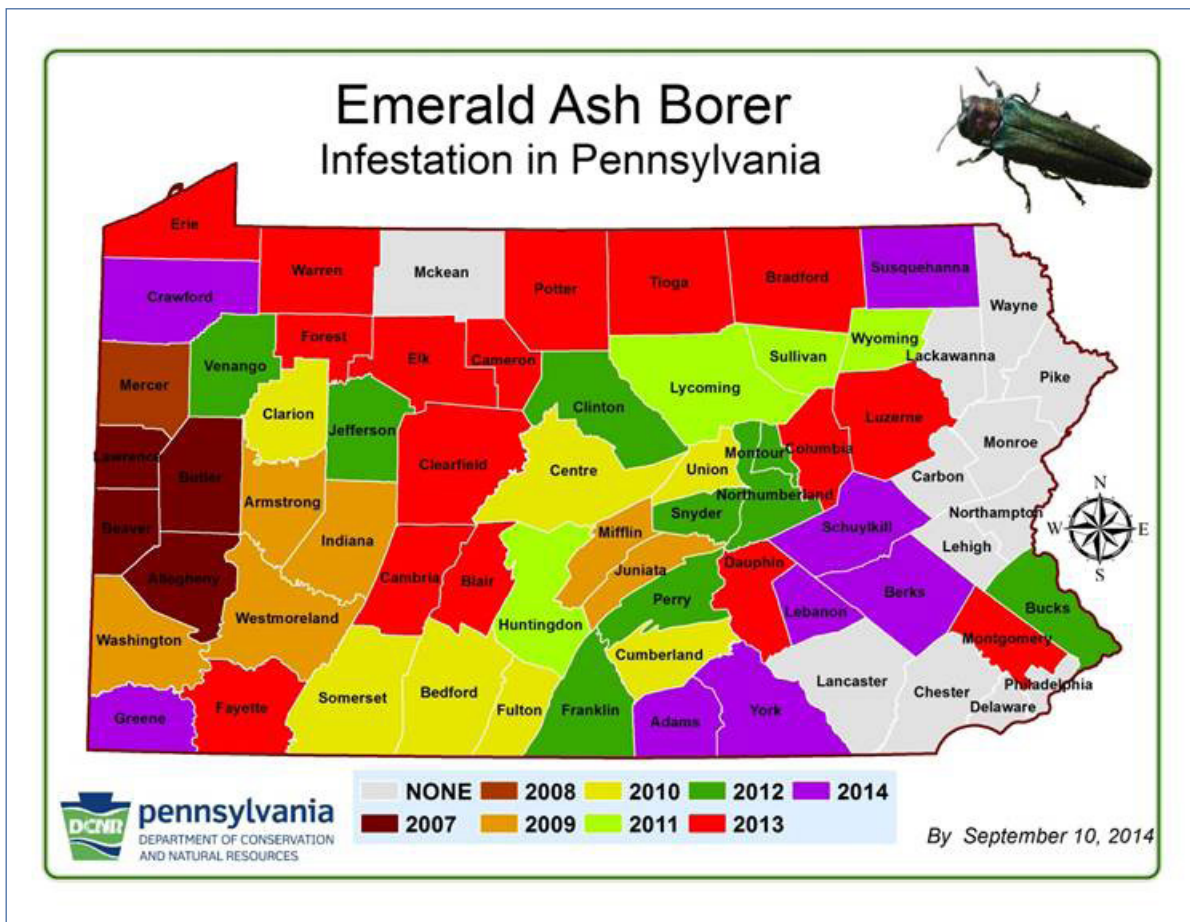 Emerald Ash Borer
Infestation in Pennsylvania
Erie
Warren
Mckean
Potter
Tioga
Bradford
Susquehanna
Wayne
Crawford
Forest
Elk
Cameron
Venango
Mercer
Clarion
Jefferson
Clinton
Lycoming
Sullivan
Wyoming
Lackawanna
Pike
Luzerne
Monroe
Lawrence
Butler
Clearfield
Centre
Union
Montour
Columbia
Carbon
Armstrong
Northumberland
Northampton
Beaver
Indiana
Mifflin
Snyder
Schuylkill
Lehigh
Allegheny
Cambria
Blair
Juniata
Dauphin
Perry
Lebanon
Berks
Bucks
Westmoreland
Washington
Huntingdon
Cumberland
Montgomery
Lancaster
Chester
Philadelphia
Delaware
Greene
Fayette
Somerset
Bedford
Fulton
Franklin
Adams
York
N
W E
S
NONE 2008 2010 2012 2014
2007 2009 2011 2013
DCNR
pennsylvania
DEPARTMENT OF CONSERVATION
AND NATURAL RESOURCES
By September 10, 2014